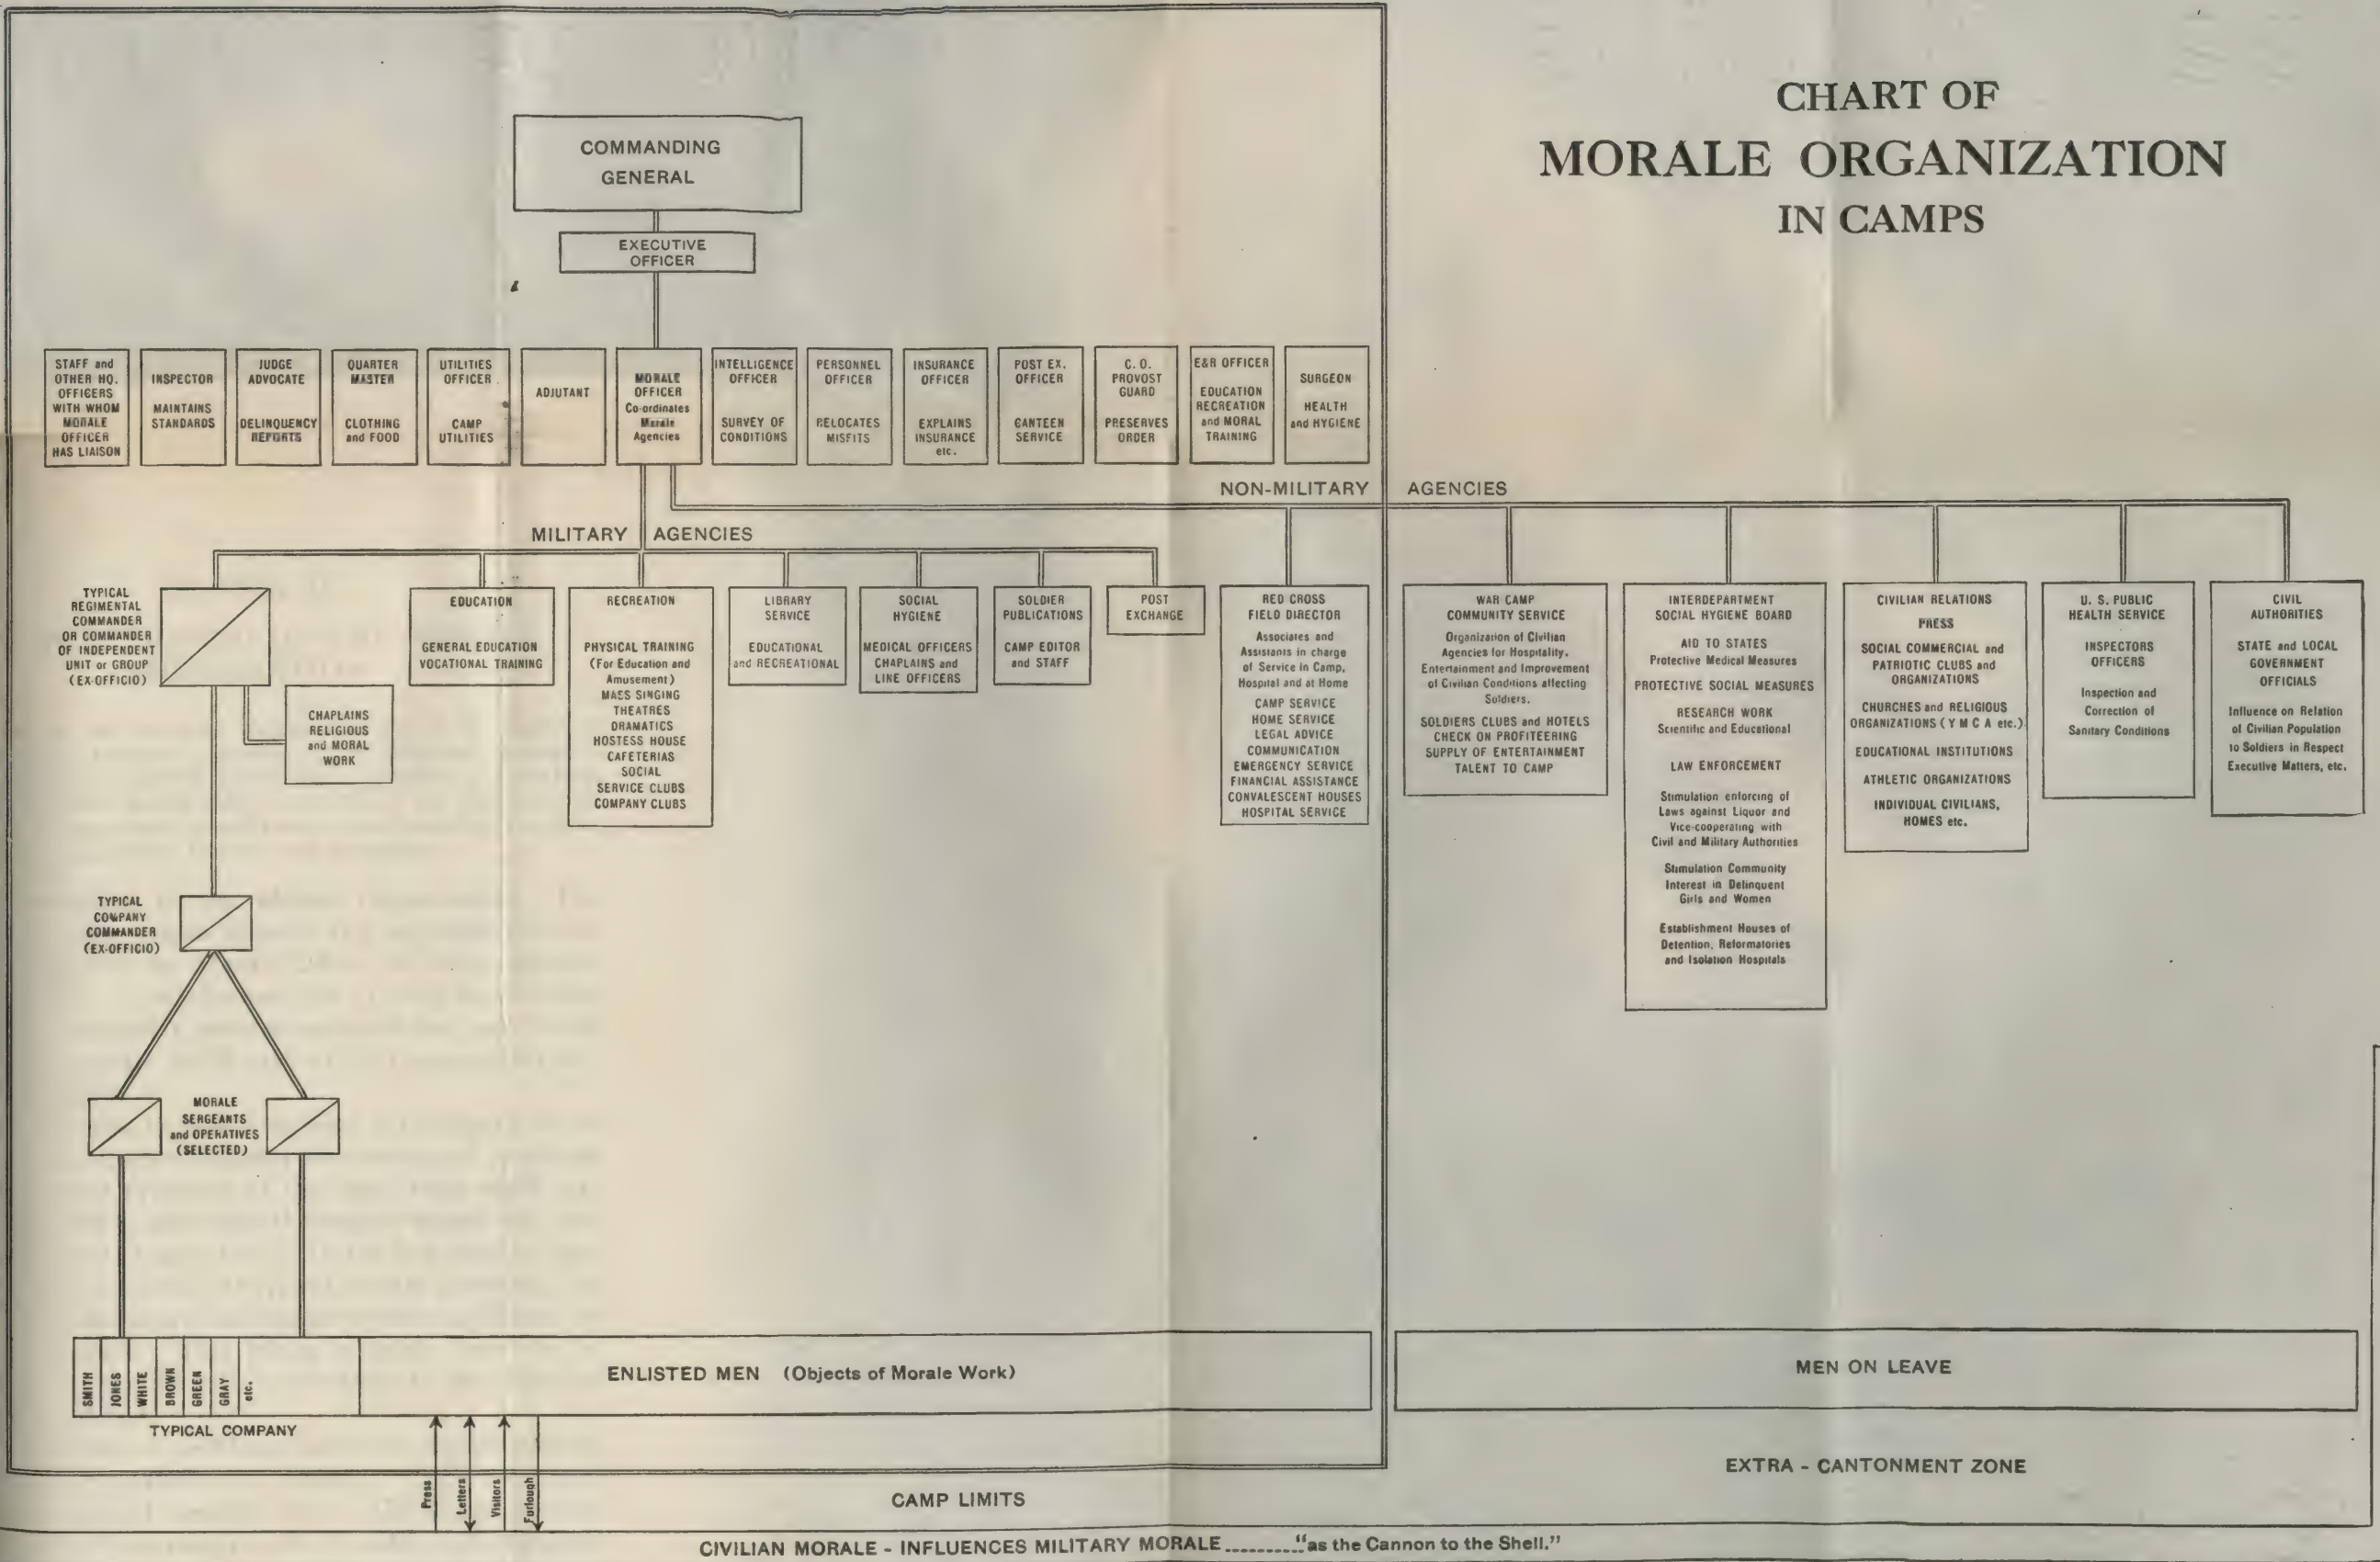 CHART OF
MORALE ORGANIZATION
IN CAMPS
COMMANDING
GENERAL
EXECUTIVE
OFFICER
STAFF and
OTHER HQ.
OFFICERS
WITH WHOM
MORALE
OFFICER
HAS LIAISON
INSPECTOR
MAINTAINS
STANDARDS
JUDGE
ADVOCATE
DELINQUENCY
REPORTS
QUARTER
MASTER
CLOTHING
and FOOD
UTILITIES
OFFICER
CAMP
UTILITIES
ADJUTANT
MORALE
OFFICER
Co-ordinates
Morale
Agencies
INTELLIGENCE
OFFICER
SURVEY OF
CONDITIONS
PERSONNEL
OFFICER
RELOCATES
MISFITS
INSURANCE
OFFICER
EXPLAINS
INSURANCE
etc.
POST EX.
OFFICER
CANTEEN
SERVICE
C. O.
PROVOST
GUARD
PRESERVES
ORDER
E&R OFFICER
EDUCATION
RECREATION
and MORAL
TRAINING
SURGEON
HEALTH
and HYGIENE
NON-MILITARY AGENCIES
MILITARY AGENCIES
TYPICAL
REGIMENTAL
COMMANDER
OR COMMANDER
OF INDEPENDENT
UNIT or GROUP
(EX-OFFICIO)
CHAPLAINS
RELIGIOUS
and MORAL
WORK
EDUCATION
GENERAL EDUCATION
VOCATIONAL TRAINING
RECREATION
PHYSICAL TRAINING
(For Education and
Amusement)
MASS SINGING
THEATRES
DRAMATICS
HOSTESS HOUSE
CAFETERIAS
SOCIAL
SERVICE CLUBS
COMPANY CLUBS
LIBRARY
SERVICE
EDUCATIONAL
and RECREATIONAL
SOCIAL
HYGIENE
MEDICAL OFFICERS
CHAPLAINS and
LINE OFFICERS
SOLDIER
PUBLICATIONS
CAMP EDITOR
and STAFF
POST
EXCHANGE
RED CROSS
FIELD DIRECTOR
Associates and
Assistants in charge
of Service in Camp,
Hospital and at Home
CAMP SERVICE
HOME SERVICE
LEGAL ADVICE
COMMUNICATION
EMERGENCY SERVICE
FINANCIAL ASSISTANCE
CONVALESCENT HOUSES
HOSPITAL SERVICE
WAR CAMP
COMMUNITY SERVICE
Organization of Civilian
Agencies for Hospitality.
Entertainment and Improvement
of Civilian Conditions affecting
Soldiers.
SOLDIERS CLUBS and HOTELS
CHECK ON PROFITEERING
SUPPLY OF ENTERTAINMENT
TALENT TO CAMP
INTERDEPARTMENT
SOCIAL HYGIENE BOARD
AID TO STATES
Protective Medical Measures
PROTECTIVE SOCIAL MEASURES
RESEARCH WORK
Scientific and Educational
LAW ENFORCEMENT
Stimulation enforcing of
Laws against Liquor and
Vice-cooperating with
Civil and Military Authorities
Stimulation Community
Interest in Delinquent
Girls and Women
Establishment Houses of
Detention, Reformatories
and Isolation Hospitals
CIVILIAN RELATIONS
PRESS
SOCIAL COMMERCIAL and
PATRIOTIC CLUBS and
ORGANIZATIONS
CHURCHES and RELIGIOUS
ORGANIZATIONS (Y M C A etc.)
EDUCATIONAL INSTITUTIONS
ATHLETIC ORGANIZATIONS
INDIVIDUAL CIVILIANS,
HOMES etc.
U. S. PUBLIC
HEALTH SERVICE
INSPECTORS
OFFICERS
Inspection and
Correction of
Sanitary Conditions
CIVIL
AUTHORITIES
STATE and LOCAL
GOVERNMENT
OFFICIALS
Influence on Relation
of Civilian Population
to Soldiers in Respect
Executive Matters, etc.
TYPICAL
COMPANY
COMMANDER
(EX-OFFICIO)
MORALE
SERGEANTS
and OPERATIVES
(SELECTED)
SMITH
JONES
WHITE
BROWN
GREEN
GRAY
etc.
TYPICAL COMPANY
ENLISTED MEN (Objects of Morale Work)
MEN ON LEAVE
Press
Letters
Visitors
Furlough
EXTRA - CANTONMENT ZONE
CAMP LIMITS
CIVILIAN MORALE - INFLUENCES MILITARY MORALE .......... "as the Cannon to the Shell."